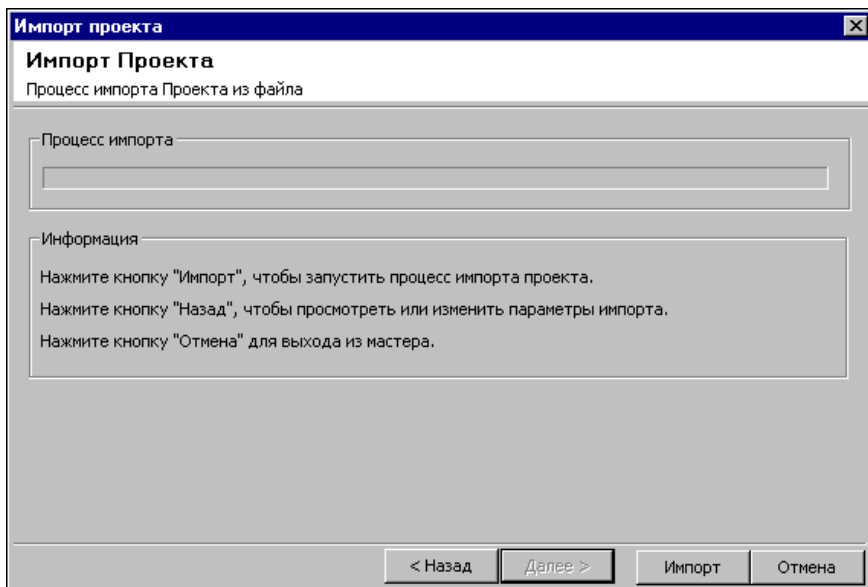 Импорт проекта
Импорт Проекта
Процесс импорта Проекта из файла
Процесс импорта
Информация
Нажмите кнопку "Импорт", чтобы запустить процесс импорта проекта.
Нажмите кнопку "Назад", чтобы просмотреть или изменить параметры импорта.
Нажмите кнопку "Отмена" для выхода из мастера.
< Назад Далее > Импорт Отмена